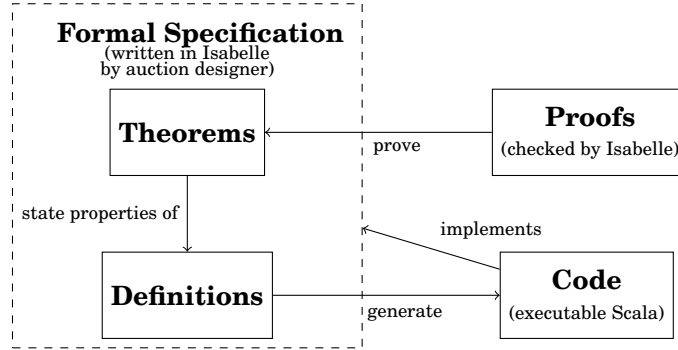 Formal Specification
(written in Isabelle
by auction designer)
Theorems
Proofs
(checked by Isabelle)
prove
state properties of
implements
Definitions
Code
(executable Scala)
generate